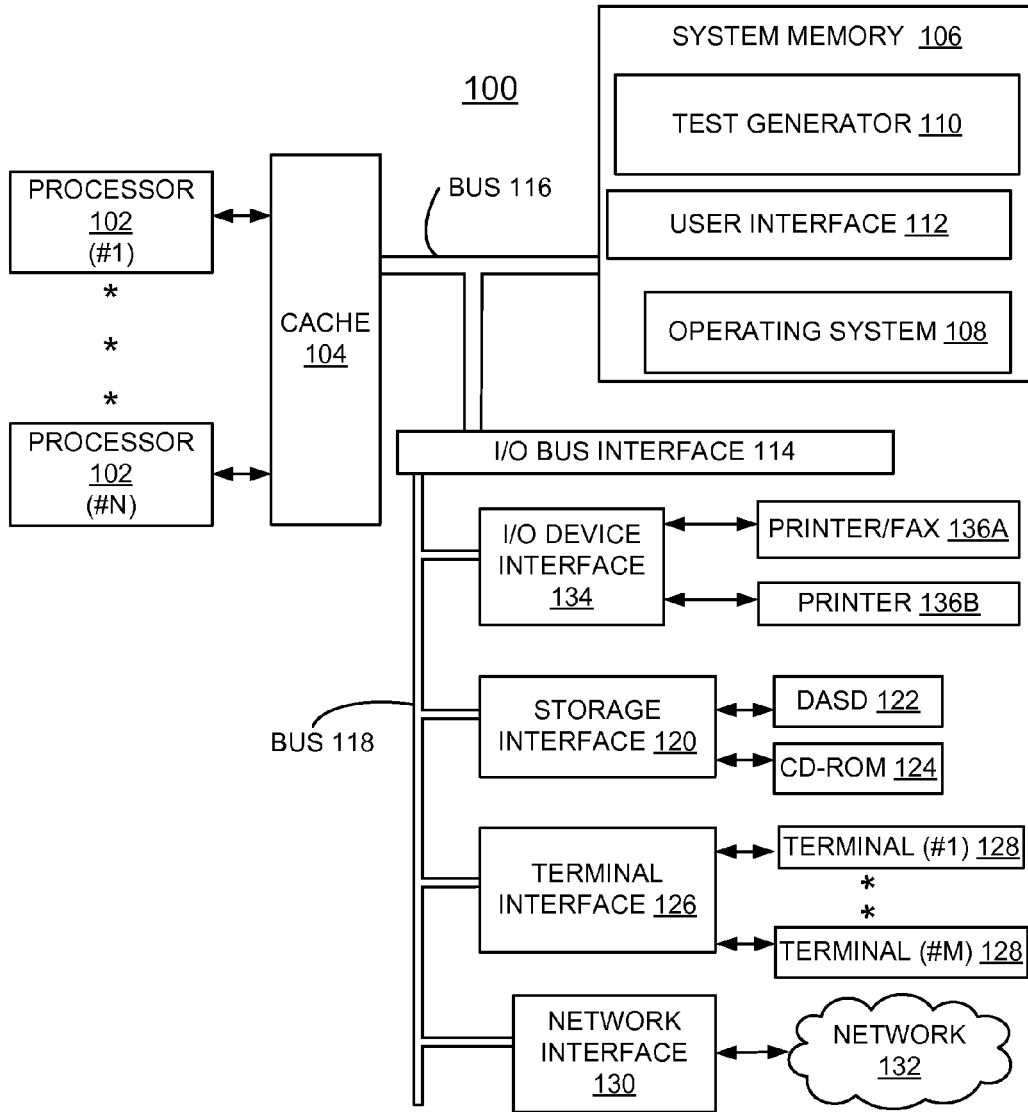 SYSTEM MEMORY 106
100
TEST GENERATOR 110
BUS 116
PROCESSOR
102
(#1)
USER INTERFACE 112
*
*
*
CACHE
104
OPERATING SYSTEM 108
PROCESSOR
102
(#N)
I/O BUS INTERFACE 114
I/O DEVICE
INTERFACE
134
PRINTER/FAX 136A
PRINTER 136B
BUS 118
STORAGE
INTERFACE 120
DASD 122
CD-ROM 124
TERMINAL
INTERFACE 126
TERMINAL (#1) 128
*
*
TERMINAL (#M) 128
NETWORK
INTERFACE
130
NETWORK
132